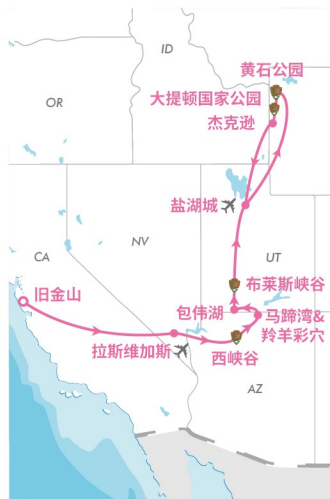 ID
黄石公园
大提顿国家公园
OR
杰克逊
盐湖城
NV
UT
CA
布莱斯峡谷
旧金山
包伟湖
马蹄湾&
羚羊彩穴
拉斯维加斯
西峡谷
AZ